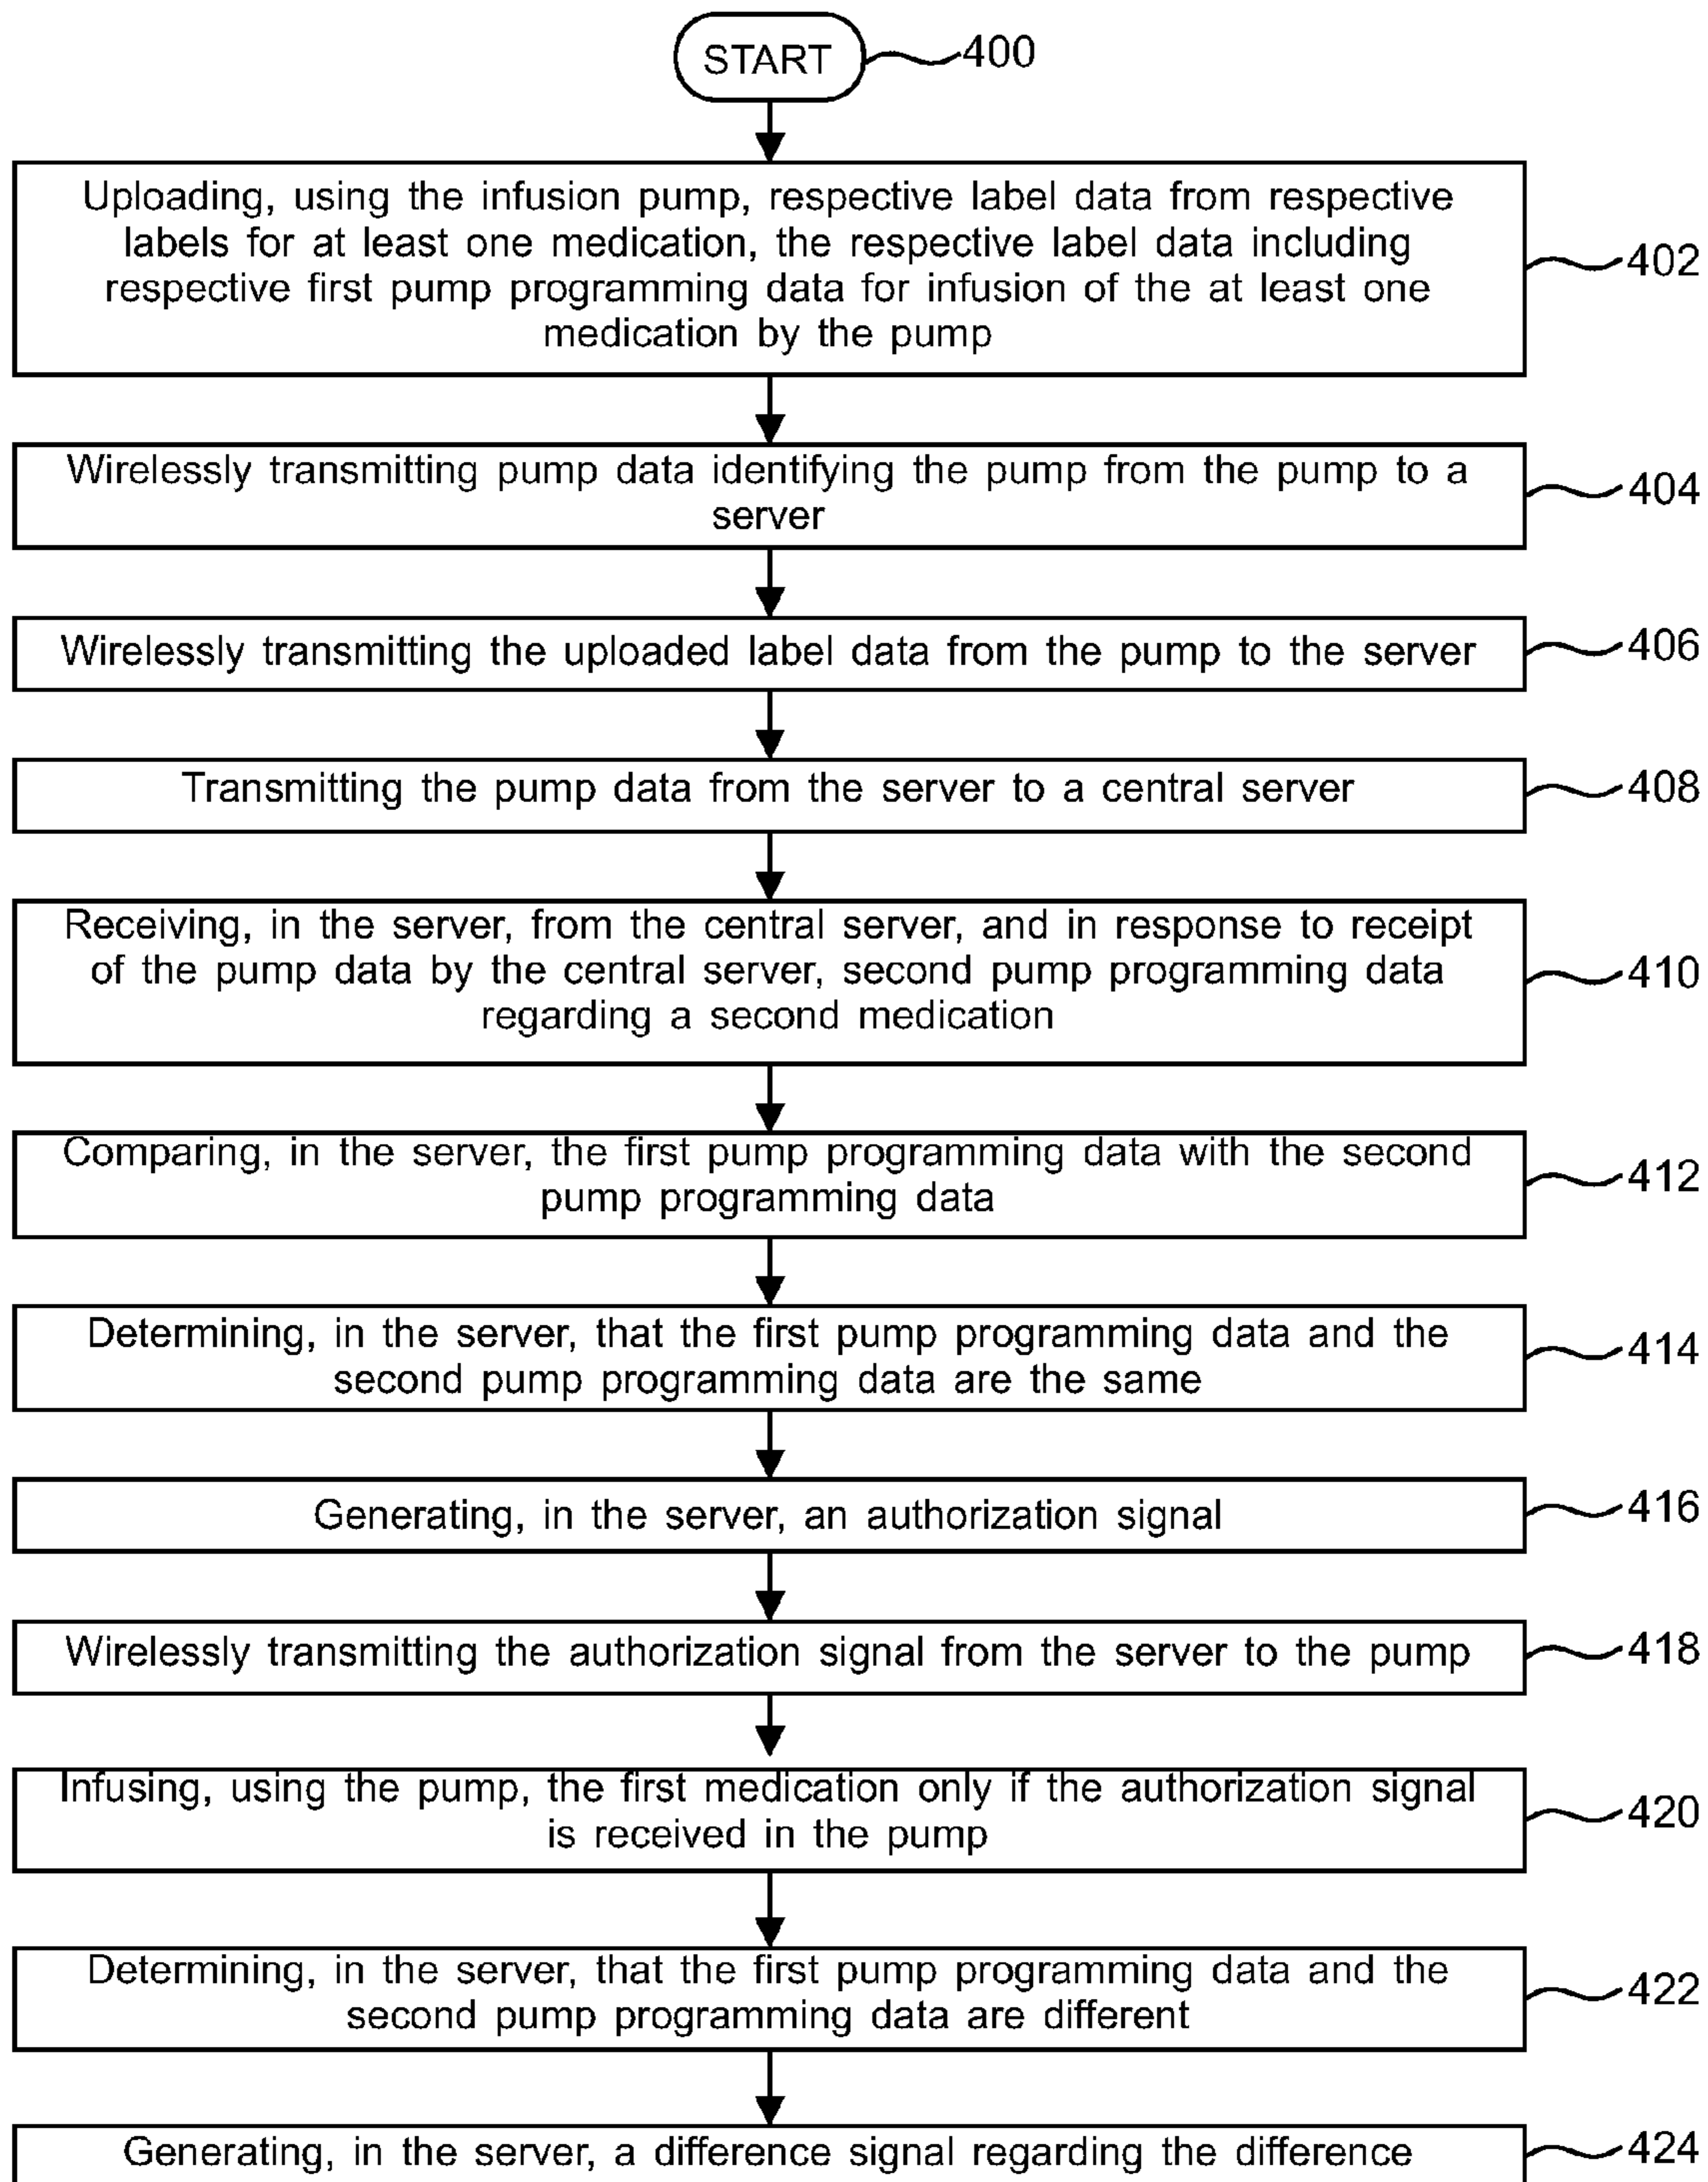 START
400
Uploading, using the infusion pump, respective label data from respective
labels for at least one medication, the respective label data including
respective first pump programming data for infusion of the at least one
medication by the pump
402
Wirelessly transmitting pump data identifying the pump from the pump to a
server
404
Wirelessly transmitting the uploaded label data from the pump to the server
406
Transmitting the pump data from the server to a central server
408
Receiving, in the server, from the central server, and in response to receipt
of the pump data by the central server, second pump programming data
regarding a second medication
410
Comparing, in the server, the first pump programming data with the second
pump programming data
412
Determining, in the server, that the first pump programming data and the
second pump programming data are the same
414
Generating, in the server, an authorization signal
416
Wirelessly transmitting the authorization signal from the server to the pump
418
Infusing, using the pump, the first medication only if the authorization signal
is received in the pump
420
Determining, in the server, that the first pump programming data and the
second pump programming data are different
422
Generating, in the server, a difference signal regarding the difference
424